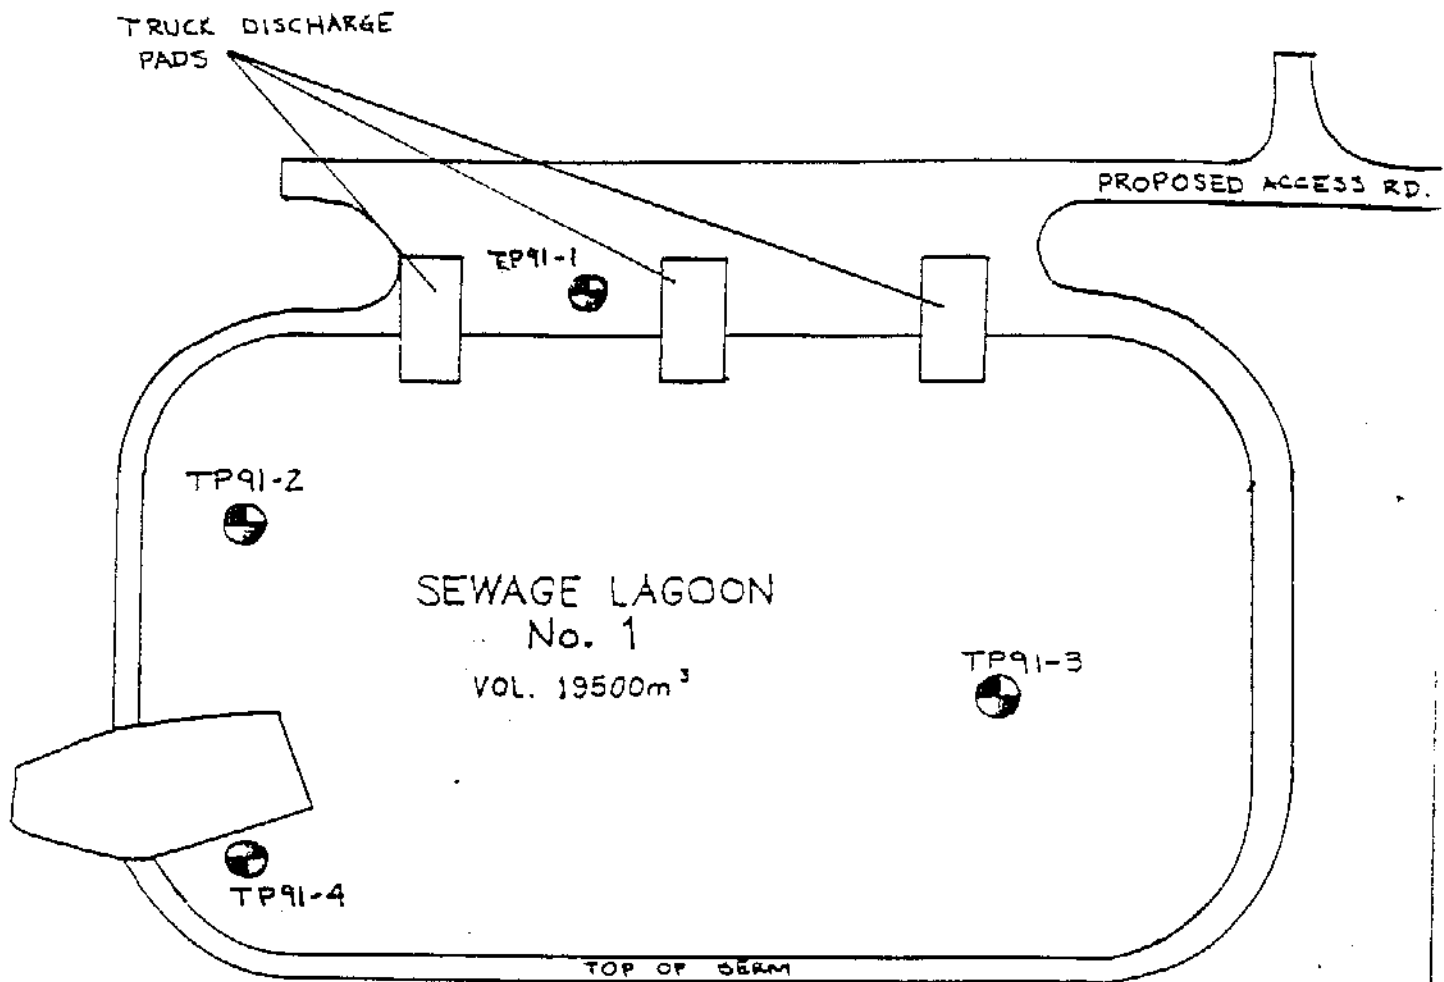 TRUCK DISCHARGE
PADS
PROPOSED ACCESS RD.
TP91-1
TP91-2
SEWAGE LAGOON
No. 1
VOL. 19500m³
TP91-3
TP91-4
TOP OF BERM